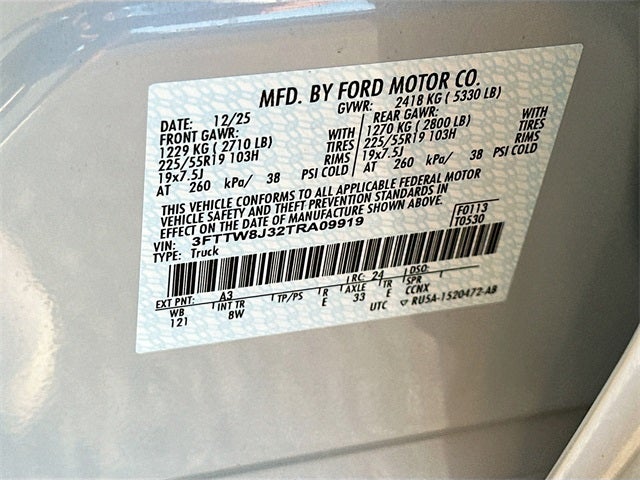 MFD. BY FORD MOTOR CO.
DATE: 12/25 GVWR: 2418 KG ( 5330 LB)
FRONT GAWR: REAR GAWR:
1229 KG ( 2710 LB) WITH 1270 KG ( 2800 LB) WITH
225/55R19 103H TIRES 225/55R19 103H TIRES
19x7.5J RIMS 19x7.5J RIMS
AT 260 kPa/ 38 PSI COLD AT 260 kPa/ 38 PSI COLD
THIS VEHICLE CONFORMS TO ALL APPLICABLE FEDERAL MOTOR
VEHICLE SAFETY AND THEFT PREVENTION STANDARDS IN
EFFECT ON THE DATE OF MANUFACTURE SHOWN ABOVE.
VIN: 3FTTW8J32TRA09919 F0113
TYPE: Truck T0530
EXT PNT: A3 RC: 24 DSO:
WB INT TR TP/PS R AXLE TR SPR
121 8W E 33 E CCNX
UTC ▽ RU5A-1520472-AB